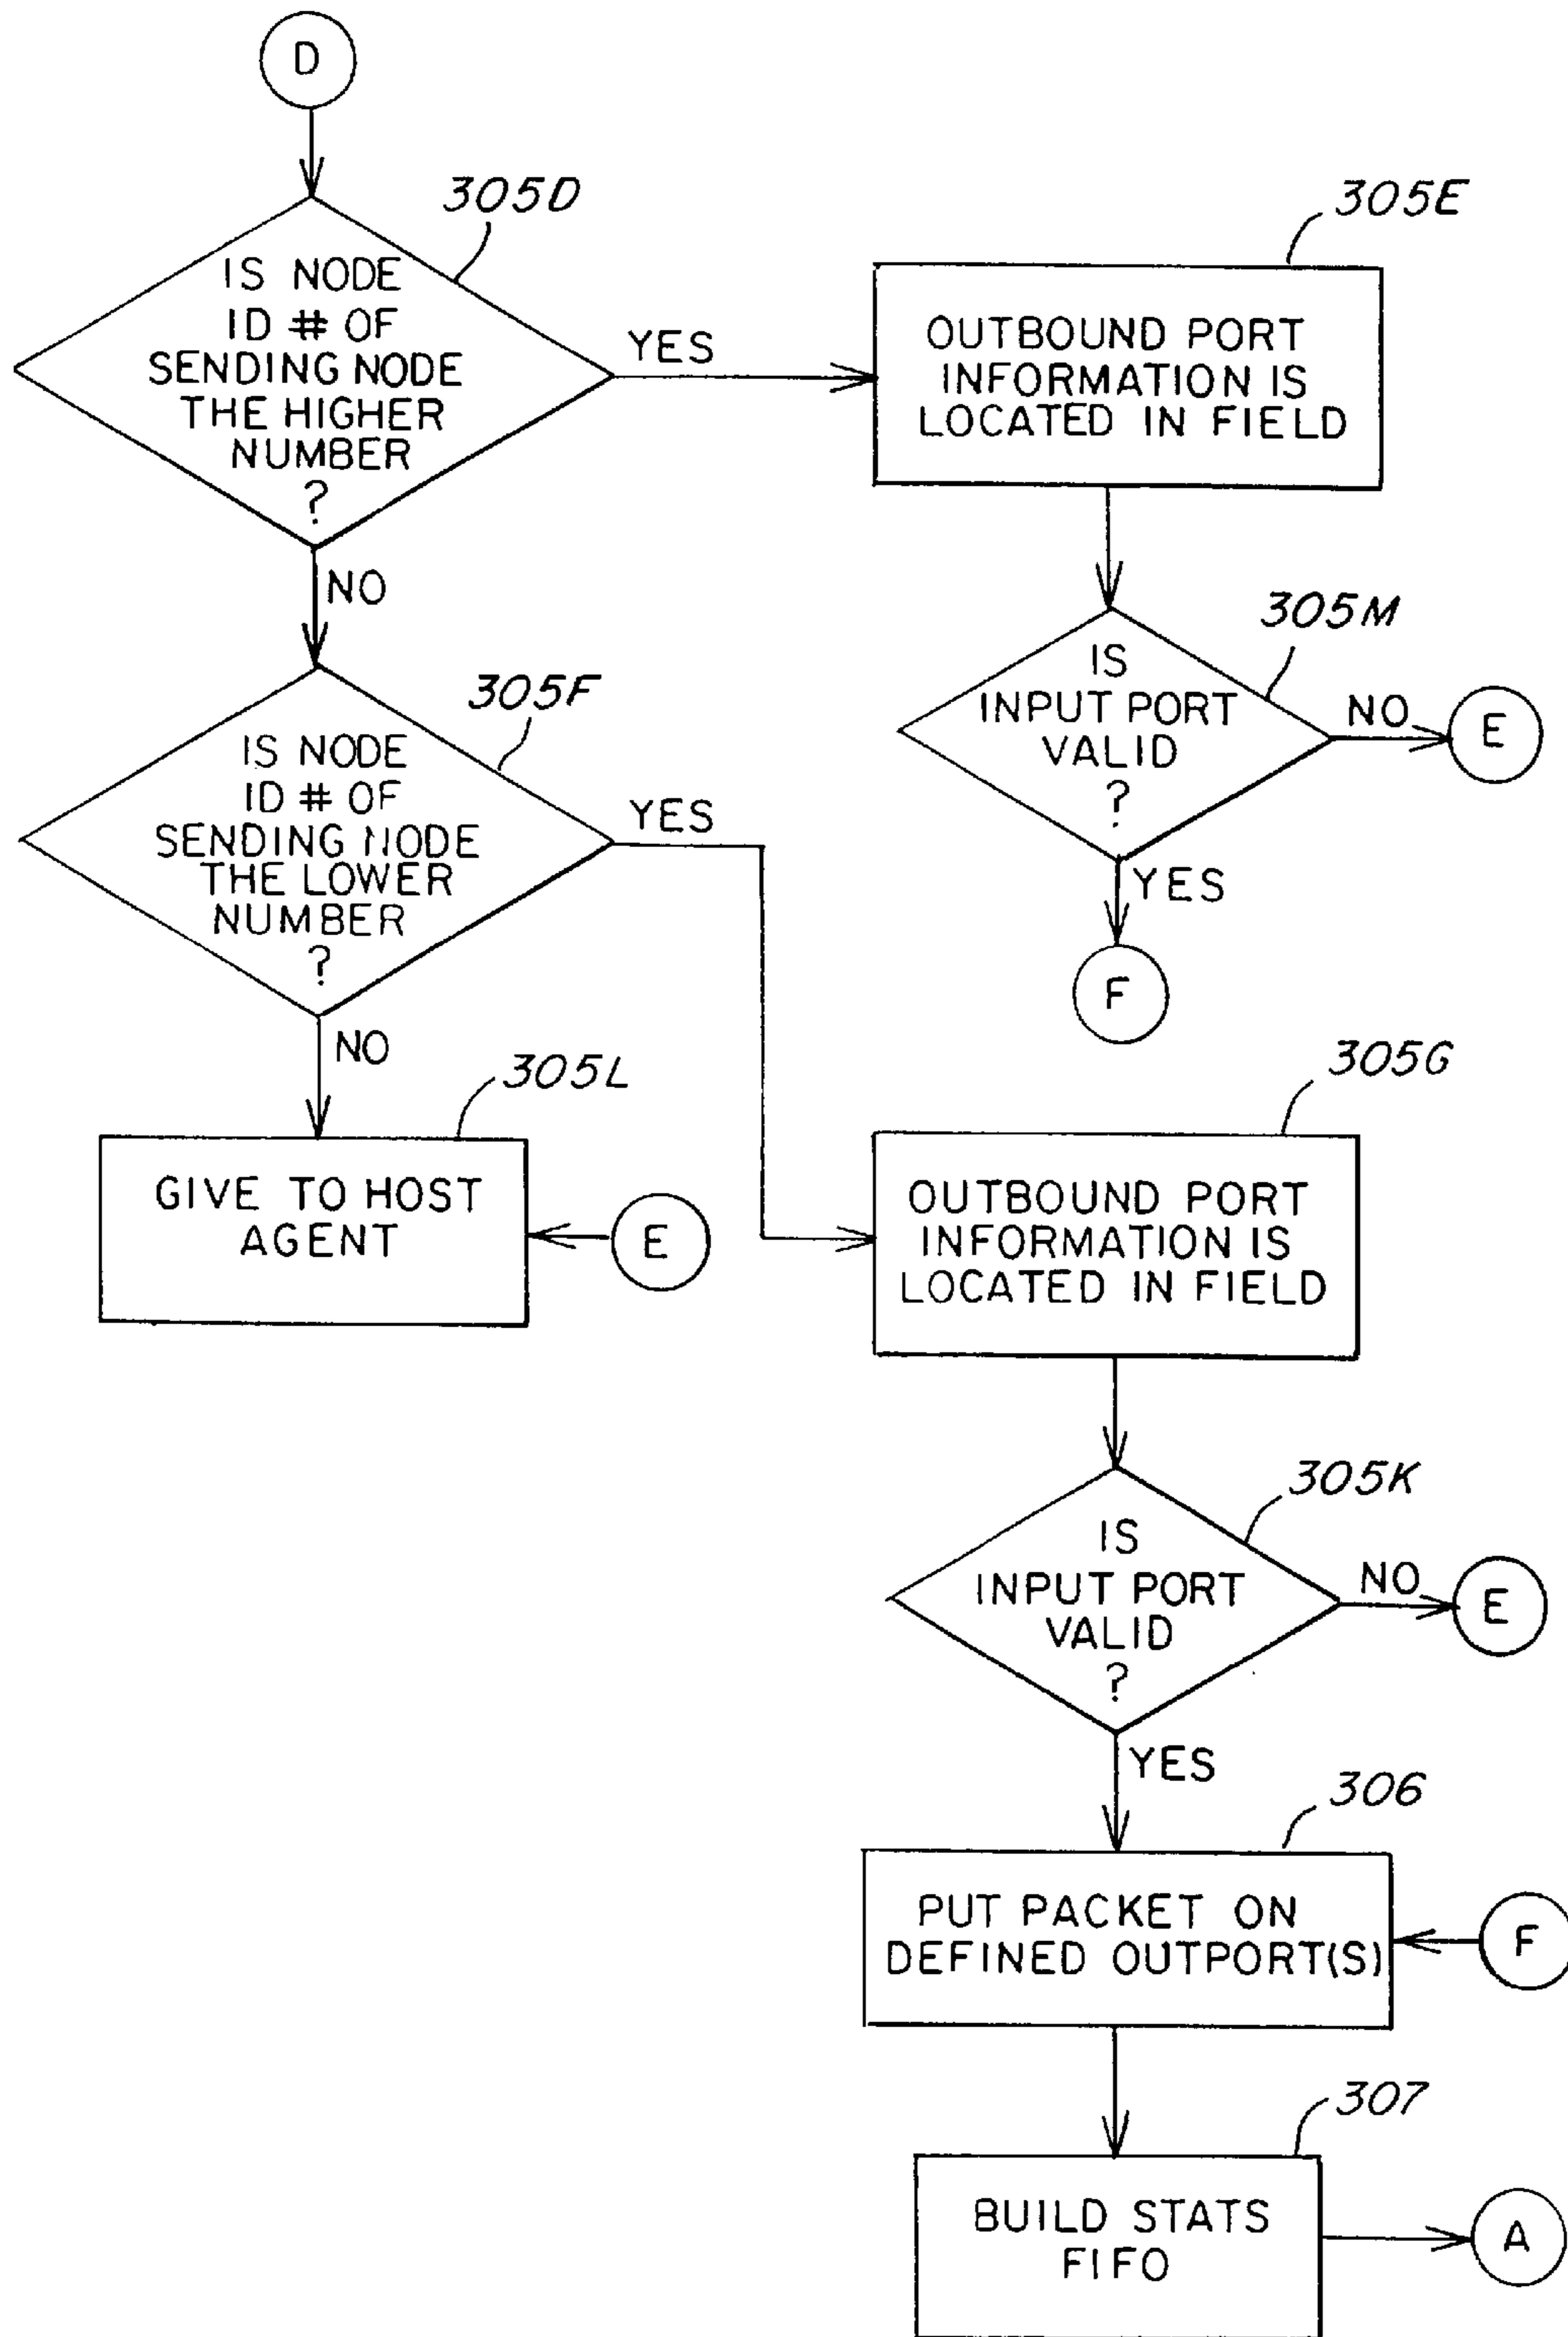 D
305D
IS NODE
ID # OF
SENDING NODE
THE HIGHER
NUMBER
?
YES
NO
305E
OUTBOUND PORT
INFORMATION IS
LOCATED IN FIELD
305M
IS
INPUT PORT
VALID
?
NO
E
YES
F
305F
IS NODE
ID # OF
SENDING NODE
THE LOWER
NUMBER
?
YES
NO
305L
GIVE TO HOST
AGENT
E
305G
OUTBOUND PORT
INFORMATION IS
LOCATED IN FIELD
305K
IS
INPUT PORT
VALID
?
NO
E
YES
306
PUT PACKET ON
DEFINED OUTPORT(S)
F
307
BUILD STATS
FIFO
A